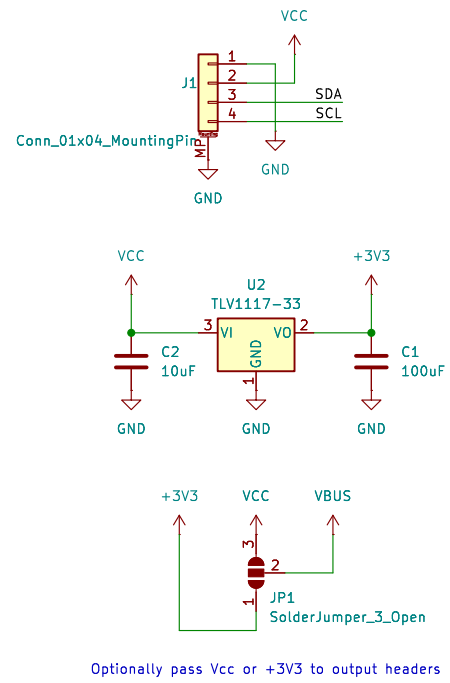 VCC
1
2
J1
3
SDA
4
SCL
Conn_01x04_MountingPin
MP
GND
GND
VCC
+3V3
U2
TLV1117-33
3
VI
VO
2
GND
1
C2
10uF
C1
100uF
GND
GND
GND
+3V3
VCC
VBUS
3
2
1
JP1
SolderJumper_3_Open
Optionally pass Vcc or +3V3 to output headers